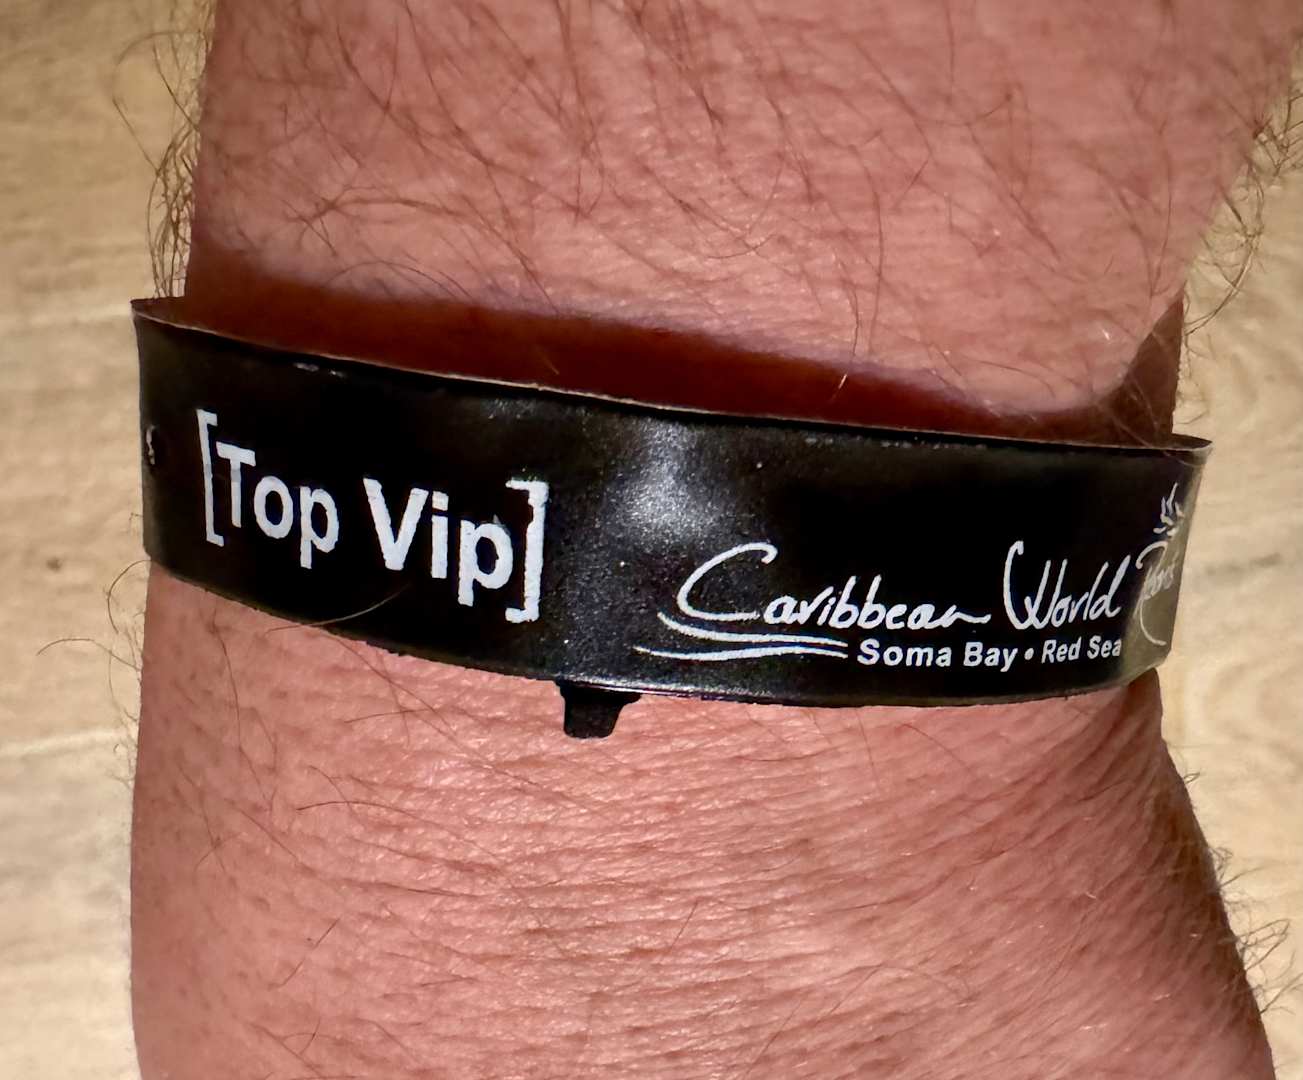 [Top Vip]
Caribbean World
Soma Bay • Red Sea